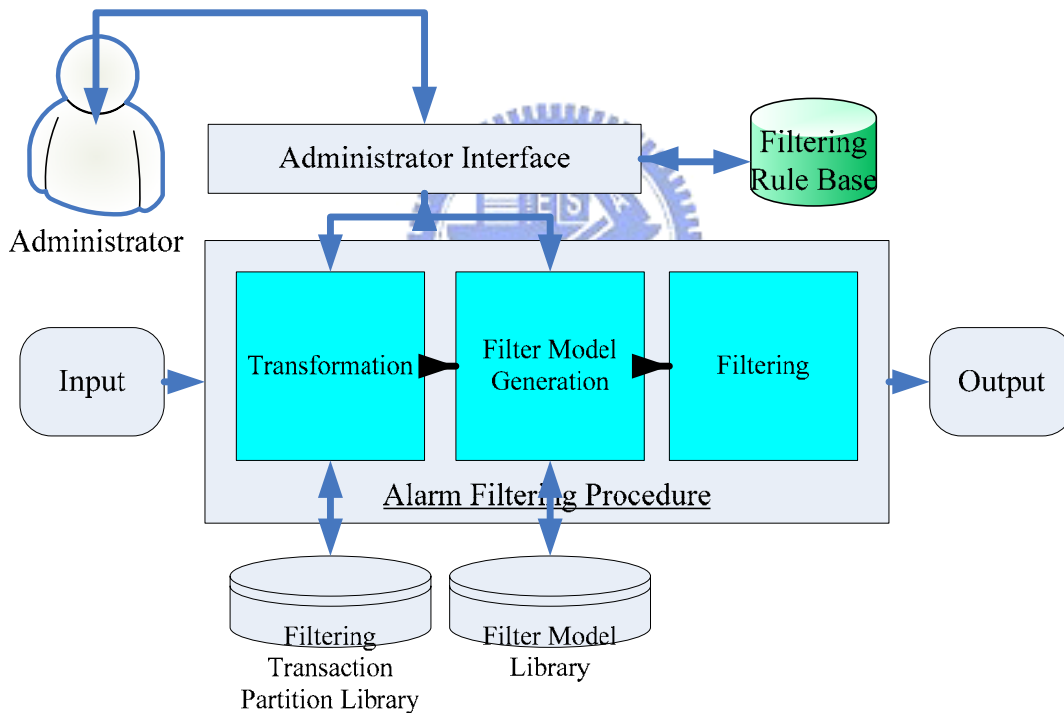 Administrator Interface
Filtering
Rule Base
Administrator
Input
Transformation
Filter Model
Generation
Filtering
Output
Alarm Filtering Procedure
Filtering
Transaction
Partition Library
Filter Model
Library
E S